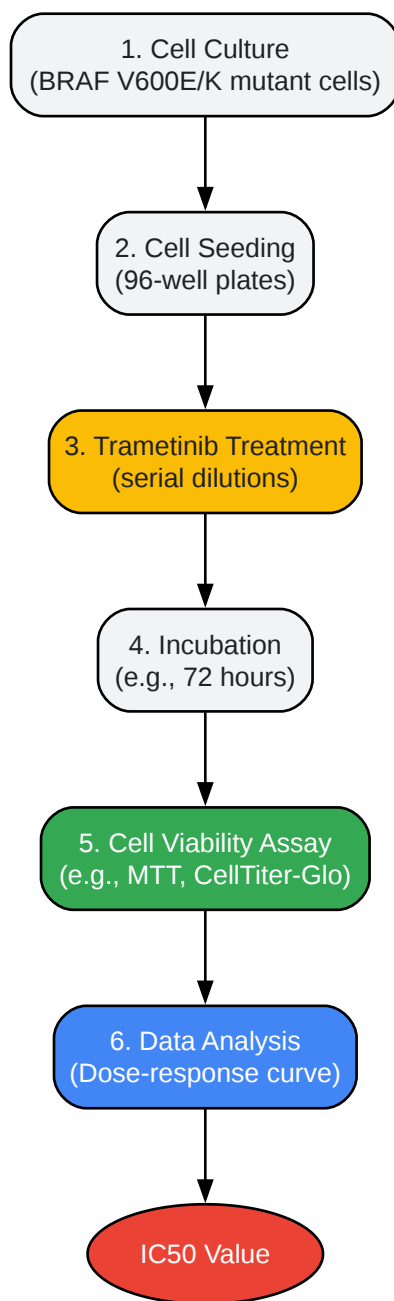 1. Cell Culture
(BRAF V600E/K mutant cells)
2. Cell Seeding
(96-well plates)
3. Trametinib Treatment
(serial dilutions)
4. Incubation
(e.g., 72 hours)
5. Cell Viability Assay
(e.g., MTT, CellTiter-Glo)
6. Data Analysis
(Dose-response curve)
IC50 Value